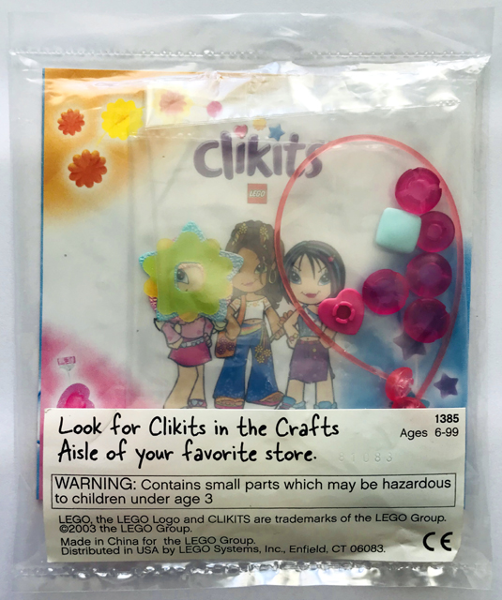 clikits
LEGO
Look for Clikits in the Crafts
Aisle of your favorite store.
1385
Ages 6-99
WARNING: Contains small parts which may be hazardous
to children under age 3
LEGO, the LEGO Logo and CLIKITS are trademarks of the LEGO Group.
©2003 the LEGO Group.
Made in China for the LEGO Group.
Distributed in USA by LEGO Systems, Inc., Enfield, CT 06083.
CE